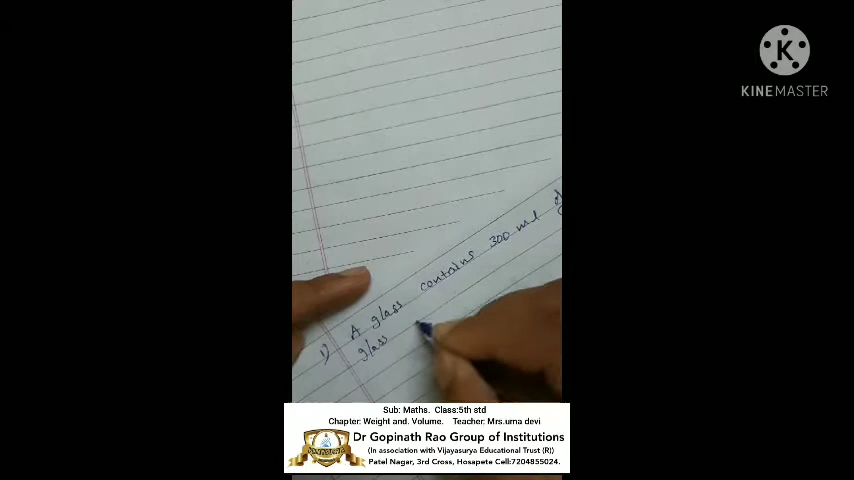 KINEMASTER
1) A glass contains 300 ml
glass
Sub: Maths. Class:5th std
Chapter: Weight and. Volume. Teacher: Mrs.uma devi
Dr Gopinath Rao Group of Institutions
(In association with Vijayasurya Educational Trust (R))
Patel Nagar, 3rd Cross, Hosapete Cell:7204855024.